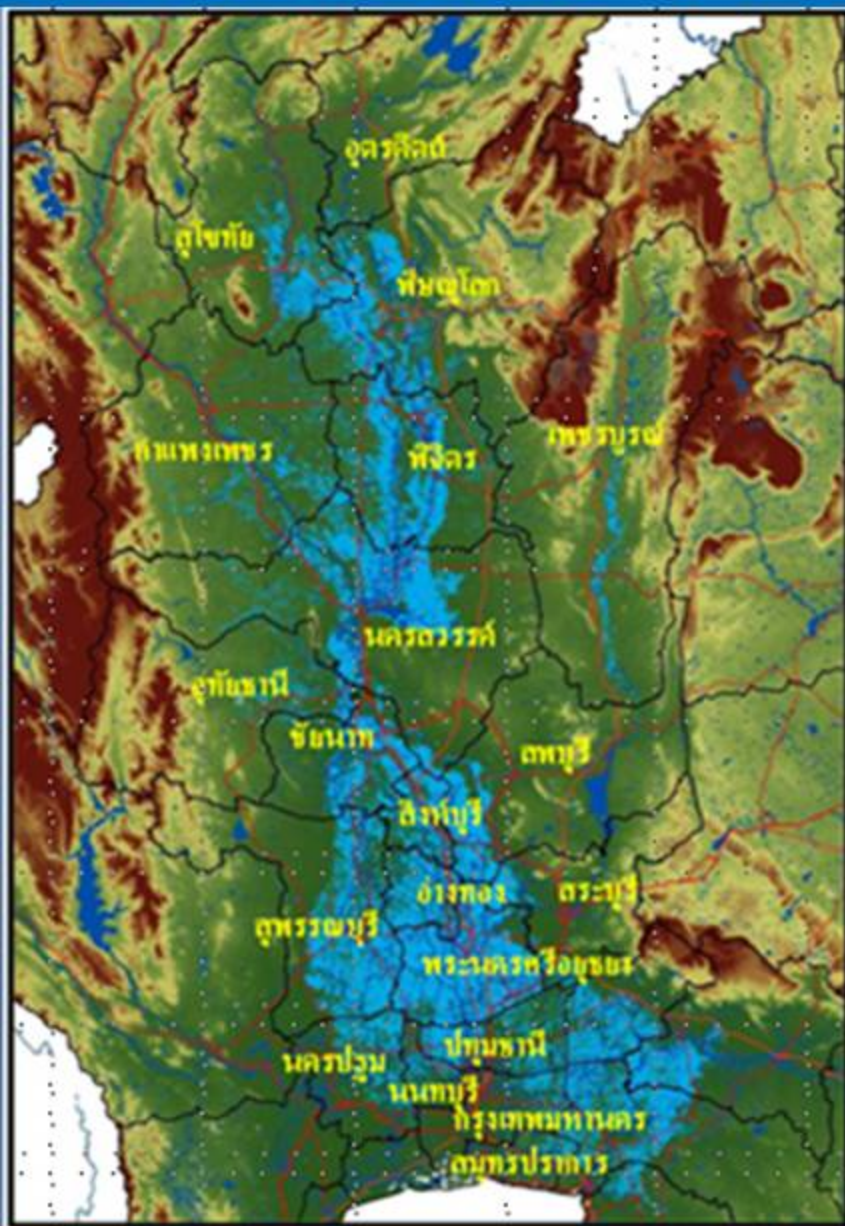 อุตรดิตถ์
สุโขทัย
พิษณุโลก
กำแพงเพชร
พิจิตร
เพชรบูรณ์
นครสวรรค์
อุทัยธานี
ชัยนาท
ลพบุรี
สิงห์บุรี
อ่างทอง
สระบุรี
สุพรรณบุรี
พระนครศรีอยุธยา
ปทุมธานี
นครปฐม
นนทบุรี
กรุงเทพมหานคร
สมุทรปราการ